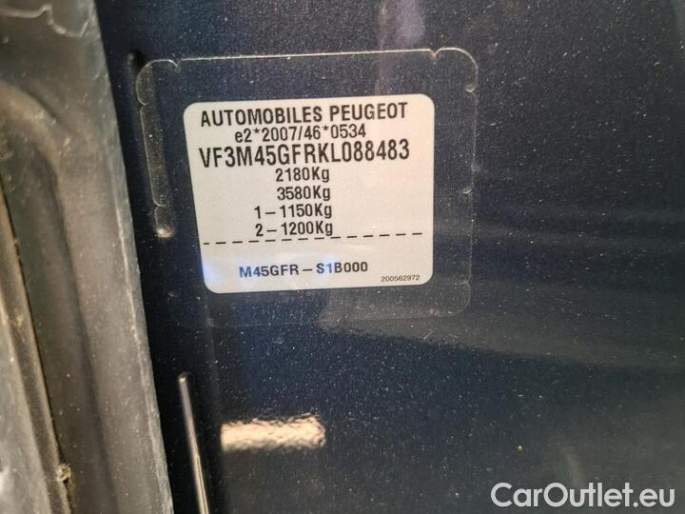 AUTOMOBILES PEUGEOT
e2*2007/46*0534
VF3M45GFRKL088483
2180Kg
3580Kg
1-1150Kg
2-1200Kg
M45GFR-S1B000
200562972
CarOutlet.eu